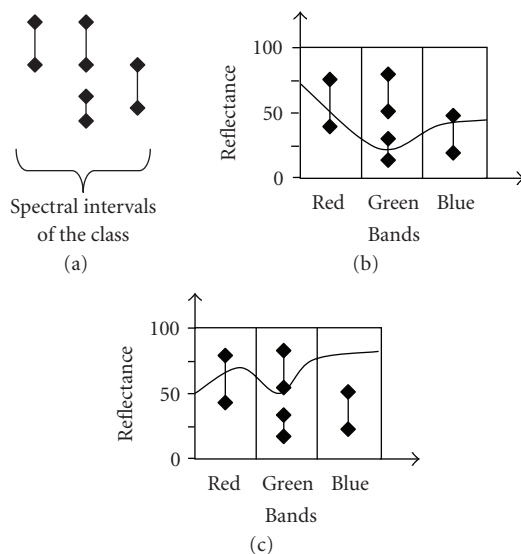 Spectral intervals
of the class
(a)
Reflectance
100
50
0
Red Green Blue
Bands
(b)
Reflectance
100
50
0
Red Green Blue
Bands
(c)